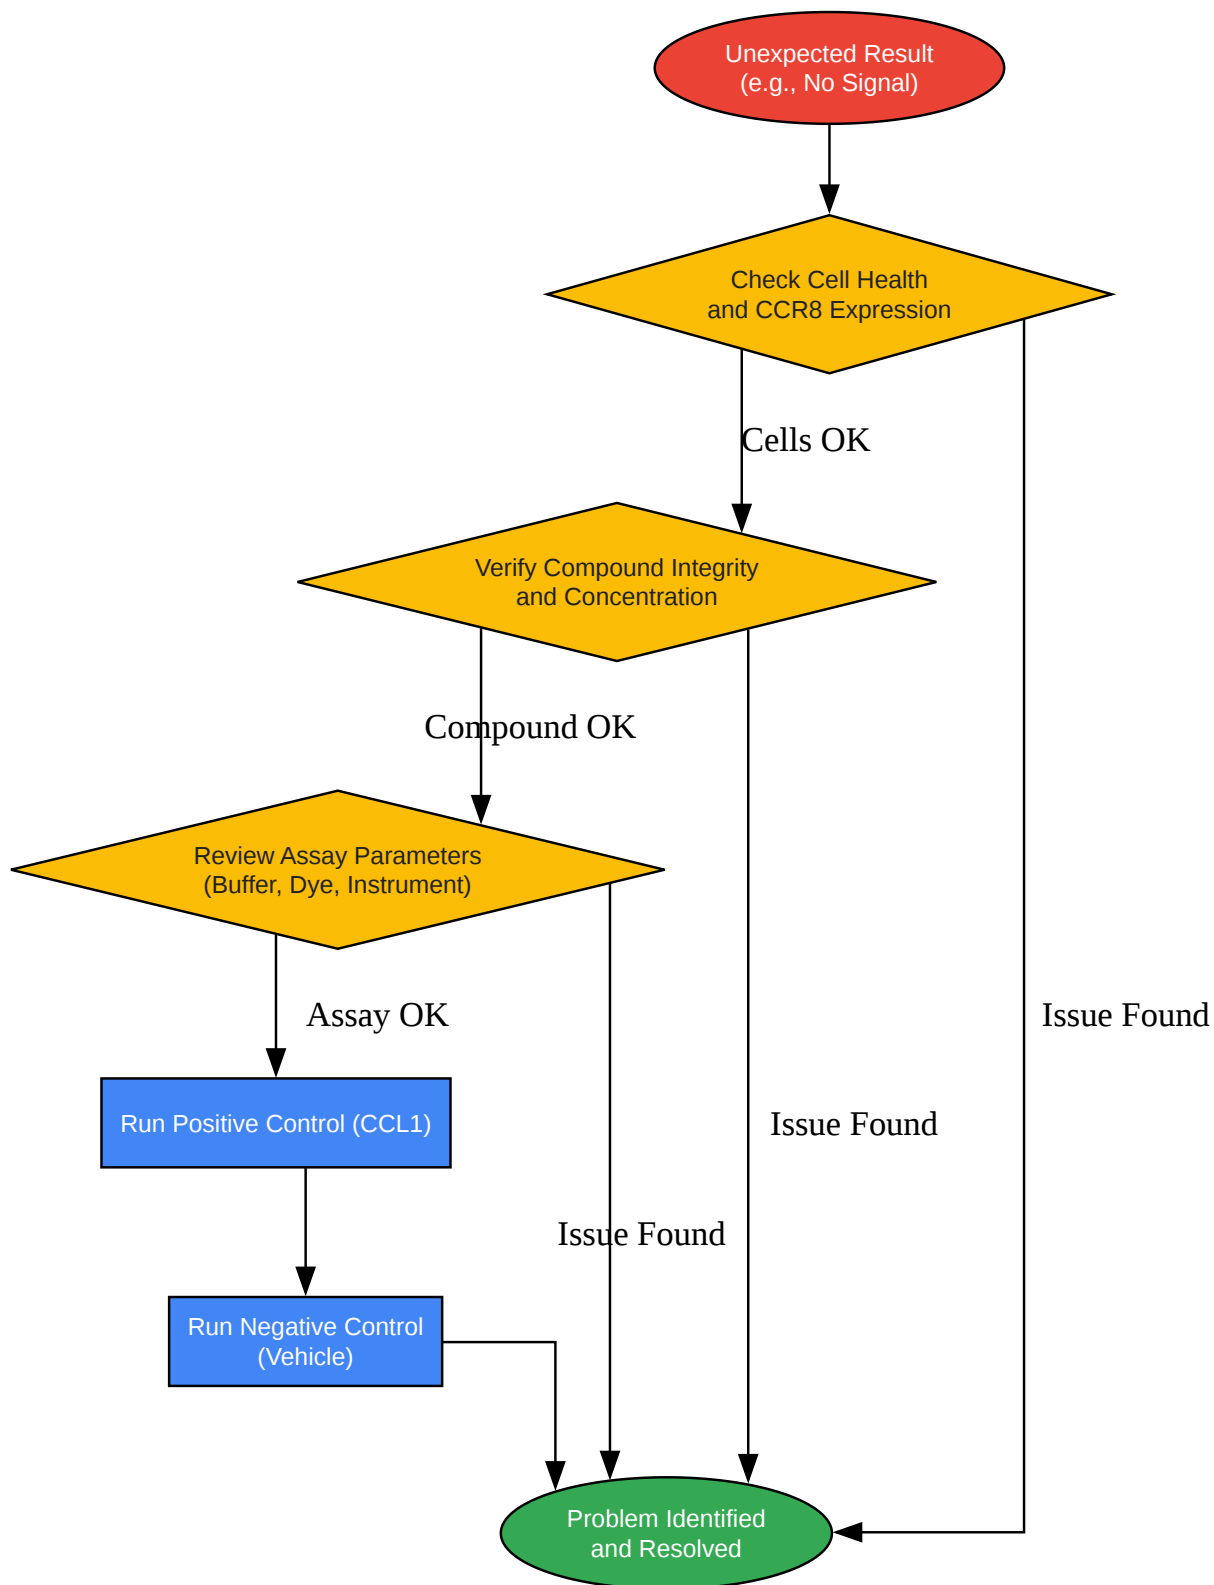 Unexpected Result
(e.g., No Signal)
Check Cell Health
and CCR8 Expression
Cells OK
Verify Compound Integrity
and Concentration
Compound OK
Review Assay Parameters
(Buffer, Dye, Instrument)
Assay OK
Issue Found
Run Positive Control (CCL1)
Issue Found
Issue Found
Run Negative Control
(Vehicle)
Problem Identified
and Resolved